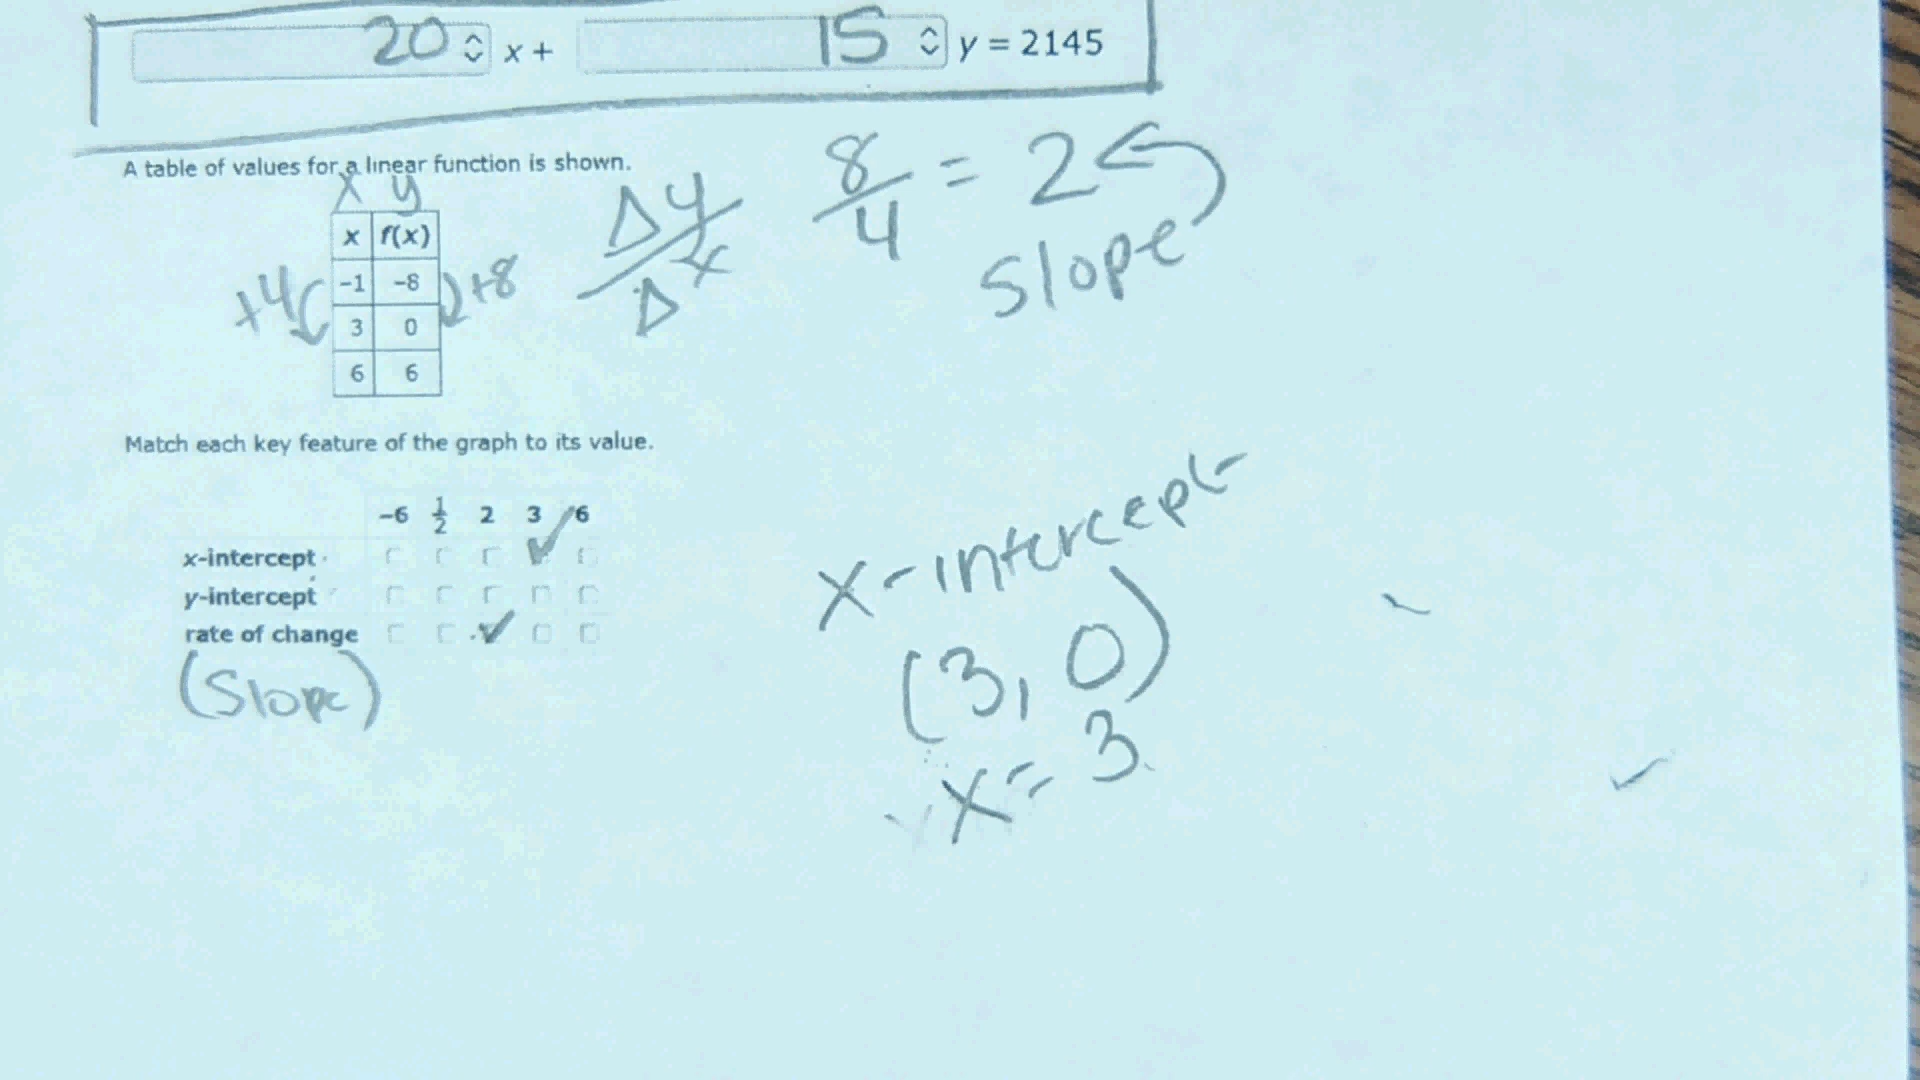 20 x + 15 y = 2145
A table of values for a linear function is shown.
x y
x f(x)
-1 -8
3 0
6 6
+4
+8
Δy/Δx
8/4 = 2
Slope
Match each key feature of the graph to its value.
-6 1/2 2 3 6
x-intercept ✓
y-intercept
rate of change ✓
(Slope)
X-intercept
(3, 0)
x = 3